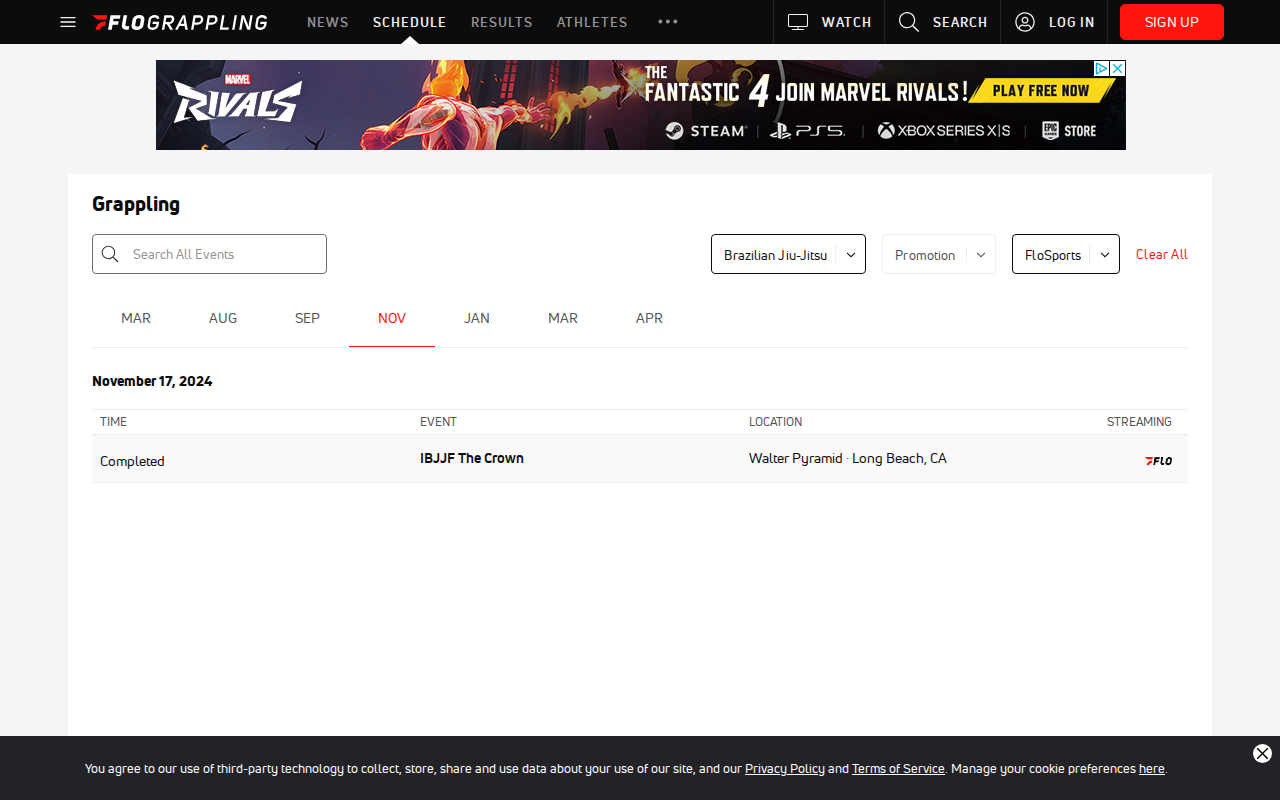 FLOGRAPPLING NEWS SCHEDULE RESULTS ATHLETES ••• WATCH SEARCH LOG IN SIGN UP
MARVEL RIVALS
THE FANTASTIC 4 JOIN MARVEL RIVALS! PLAY FREE NOW
STEAM PS5 XBOX SERIES X|S EPIC GAMES STORE
Grappling
Search All Events Brazilian Jiu-Jitsu Promotion FloSports Clear All
MAR AUG SEP NOV JAN MAR APR
November 17, 2024
TIME EVENT LOCATION STREAMING
Completed IBJJF The Crown Walter Pyramid · Long Beach, CA FLO
You agree to our use of third-party technology to collect, store, share and use data about your use of our site, and our Privacy Policy and Terms of Service. Manage your cookie preferences here.